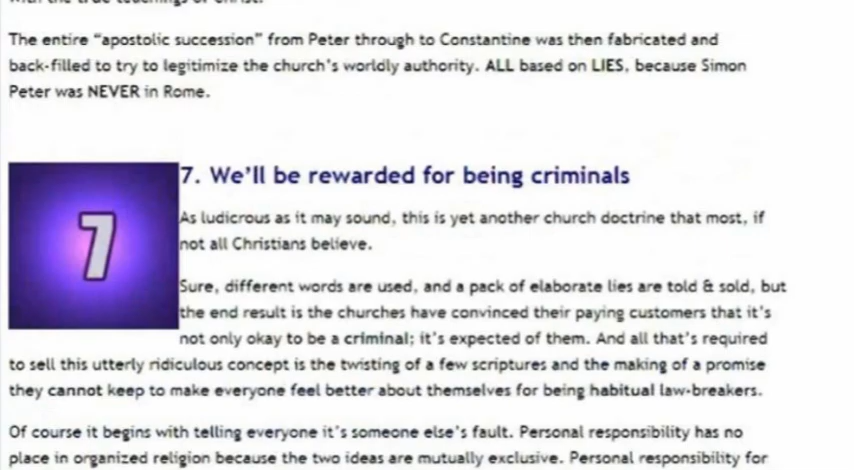 with the true teachings of Christ.
The entire “apostolic succession” from Peter through to Constantine was then fabricated and
back-filled to try to legitimize the church’s worldly authority. ALL based on LIES, because Simon
Peter was NEVER in Rome.
7
7. We’ll be rewarded for being criminals
As ludicrous as it may sound, this is yet another church doctrine that most, if
not all Christians believe.
Sure, different words are used, and a pack of elaborate lies are told & sold, but
the end result is the churches have convinced their paying customers that it’s
not only okay to be a criminal; it’s expected of them. And all that’s required
to sell this utterly ridiculous concept is the twisting of a few scriptures and the making of a promise
they cannot keep to make everyone feel better about themselves for being habitual law-breakers.
Of course it begins with telling everyone it’s someone else’s fault. Personal responsibility has no
place in organized religion because the two ideas are mutually exclusive. Personal responsibility for